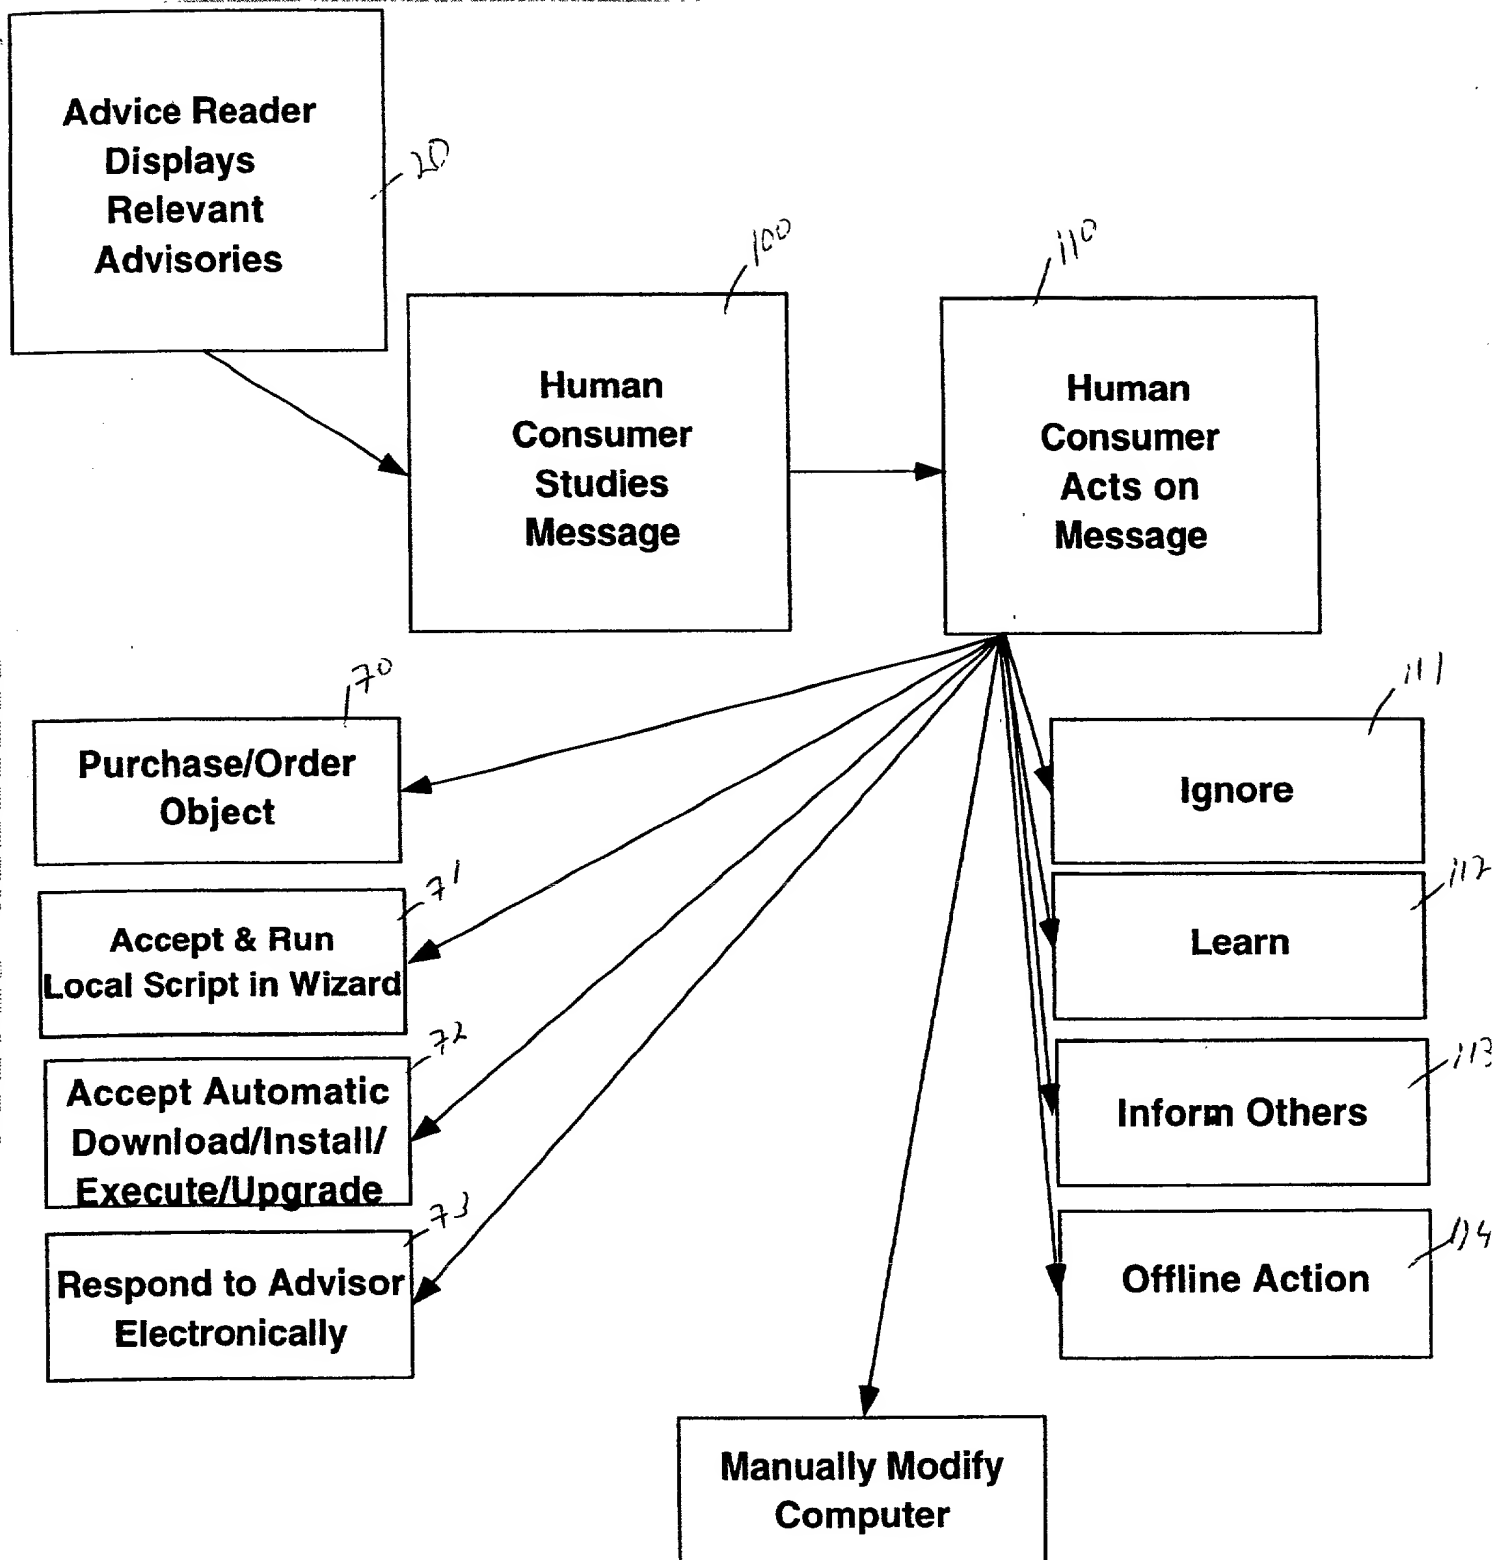 Advice Reader
Displays
Relevant
Advisories
20
100
110
Human
Consumer
Studies
Message
Human
Consumer
Acts on
Message
70
Purchase/Order
Object
71
Accept & Run
Local Script in Wizard
72
Accept Automatic
Download/Install/
Execute/Upgrade
73
Respond to Advisor
Electronically
111
Ignore
112
Learn
113
Inform Others
114
Offline Action
Manually Modify
Computer